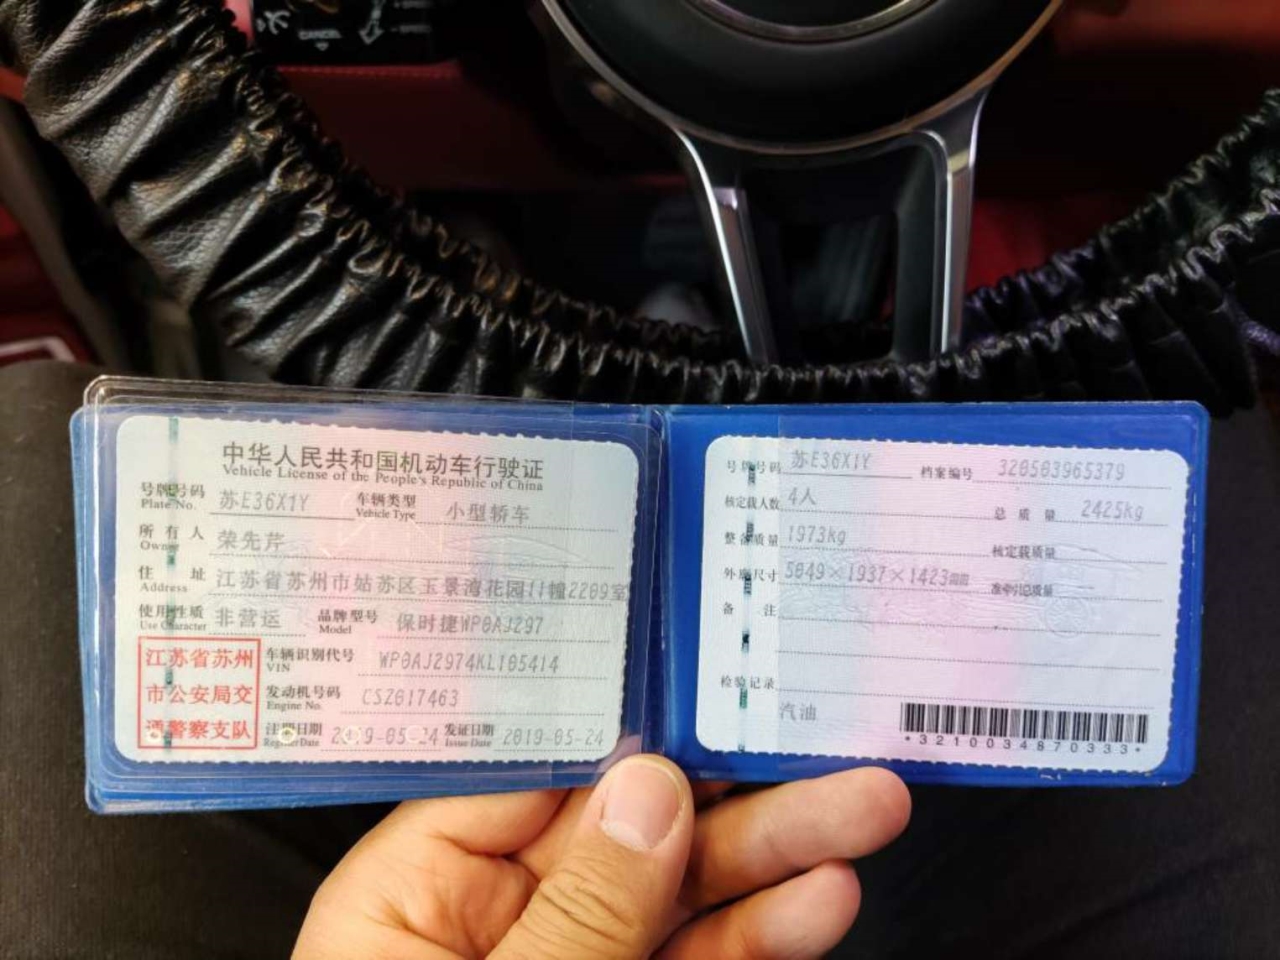 CANCEL
中华人民共和国机动车行驶证
Vehicle License of the People's Republic of China
号牌号码 苏E36X1Y 车辆类型 小型轿车
Plate No. Vehicle Type
所有人 荣先芹
Owner
住址 江苏省苏州市姑苏区玉景湾花园11幢2209室
Address
使用性质 非营运 品牌型号 保时捷WP0AJ297
Use Character Model
江苏省苏州
市公安局交
通警察支队
车辆识别代号 WP0AJ2974KL105414
VIN
发动机号码 CSZ017463
Engine No.
注册日期 2019-05-24 发证日期 2019-05-24
Register Date Issue Date
号牌号码 苏E36X1Y 档案编号 320503965379
核定载人数 4人 总质量 2425kg
整备质量 1973kg 核定载质量
外廓尺寸 5049×1937×1423mm 准牵引总质量
备注
检验记录
汽油
*3210034870333*